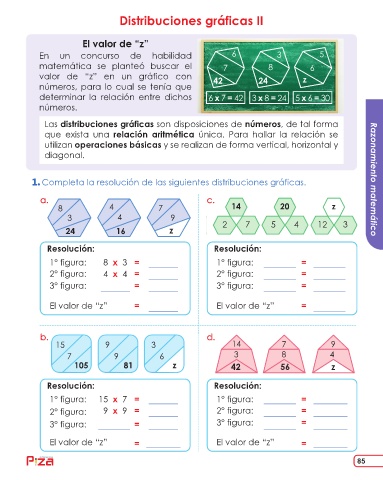 Distribuciones gráficas II
El valor de “z”
En un concurso de habilidad
matemática se planteó buscar el
valor de “z” en un gráfico con
números, para lo cual se tenía que
determinar la relación entre dichos
números.
6 3 5
7 8 6
42 24 z
6 x 7 = 42 3 x 8 = 24 5 x 6 = 30
Las distribuciones gráficas son disposiciones de números, de tal forma
que exista una relación aritmética única. Para hallar la relación se
utilizan operaciones básicas y se realizan de forma vertical, horizontal y
diagonal.
Razonamiento matemático
1. Completa la resolución de las siguientes distribuciones gráficas.
a.
8 4 7
3 4 9
24 16 z
Resolución:
1° figura: 8 x 3 = ______
2° figura: 4 x 4 = ______
3° figura: ______ = ______
El valor de “z” = ______
c.
14 20 z
2 7 5 4 12 3
Resolución:
1° figura: ______ = ______
2° figura: ______ = ______
3° figura: ______ = ______
El valor de “z” = ______
b.
15 9 3
7 9 6
105 81 z
Resolución:
1° figura: 15 x 7 = ______
2° figura: 9 x 9 = ______
3° figura: ______ = ______
El valor de “z” = ______
d.
14 7 9
3 8 4
42 56 z
Resolución:
1° figura: ______ = ______
2° figura: ______ = ______
3° figura: ______ = ______
El valor de “z” = ______
85